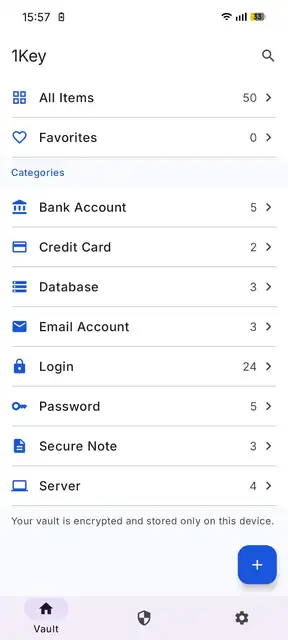 15:57
33
1Key
All Items 50
Favorites 0
Categories
Bank Account 5
Credit Card 2
Database 3
Email Account 3
Login 24
Password 5
Secure Note 3
Server 4
Your vault is encrypted and stored only on this device.
+
Vault